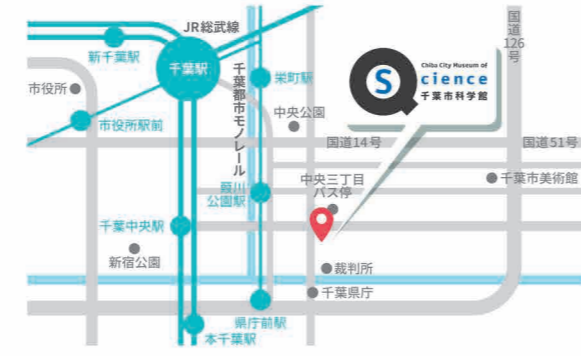 JR総武線
新千葉駅
千葉駅
市役所
市役所駅前
千葉都市モノレール
栄町駅
中央公園
国道
126
号
Chiba City Museum of
Science
千葉市科学館
国道14号
国道51号
中央三丁目
バス停
千葉市美術館
葭川
公園駅
千葉中央駅
新宿公園
裁判所
千葉県庁
県庁前駅
本千葉駅